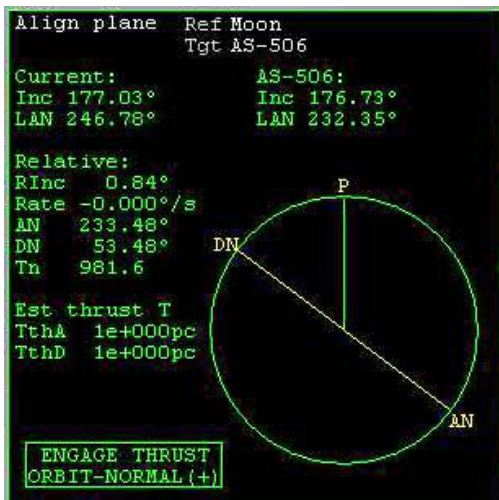 Align plane Ref Moon
Tgt AS-506
Current: AS-506:
Inc 177.03° Inc 176.73°
LAN 246.78° LAN 232.35°
Relative:
RInc 0.84°
Rate -0.000°/s
AN 233.48°
DN 53.48°
Tn 981.6
Est thrust T
TthA 1e+000pc
TthD 1e+000pc
P
DN
AN
ENGAGE THRUST
ORBIT-NORMAL(+)